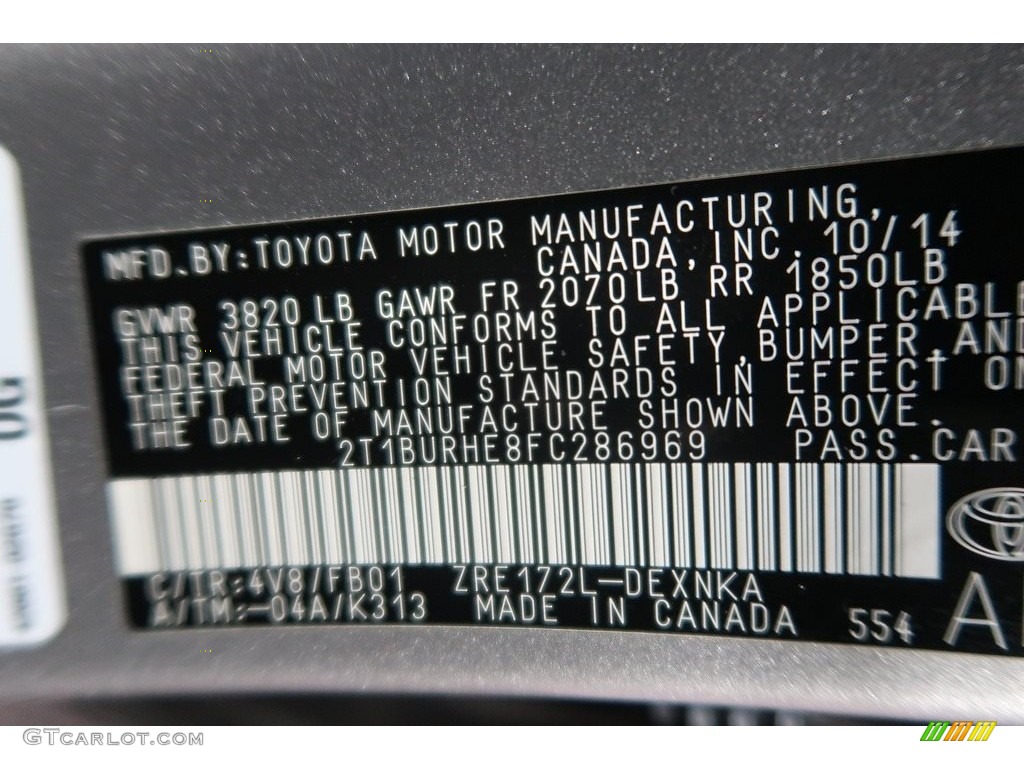 MFD.BY:TOYOTA MOTOR MANUFACTURING,
CANADA,INC. 10/14
GVWR 3820 LB GAWR FR 2070LB RR 1850LB
THIS VEHICLE CONFORMS TO ALL APPLICABLE
FEDERAL MOTOR VEHICLE SAFETY,BUMPER,AND
THEFT PREVENTION STANDARDS IN EFFECT ON
THE DATE OF MANUFACTURE SHOWN ABOVE.
2T1BURHE8FC286969 PASS.CAR
C/TR:4V8/FB01 ZRE172L-DEXNKA
A/TM:-04A/K313 MADE IN CANADA 554 A
GTCarlot.com